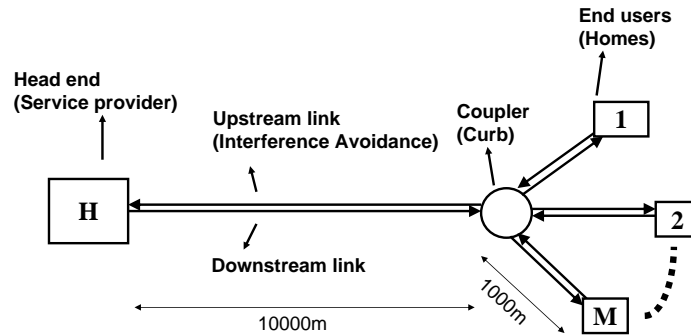 End users
(Homes)
Head end
(Service provider)
Upstream link
(Interference Avoidance)
Coupler
(Curb)
1
H
2
Downstream link
M
10000m
1000m